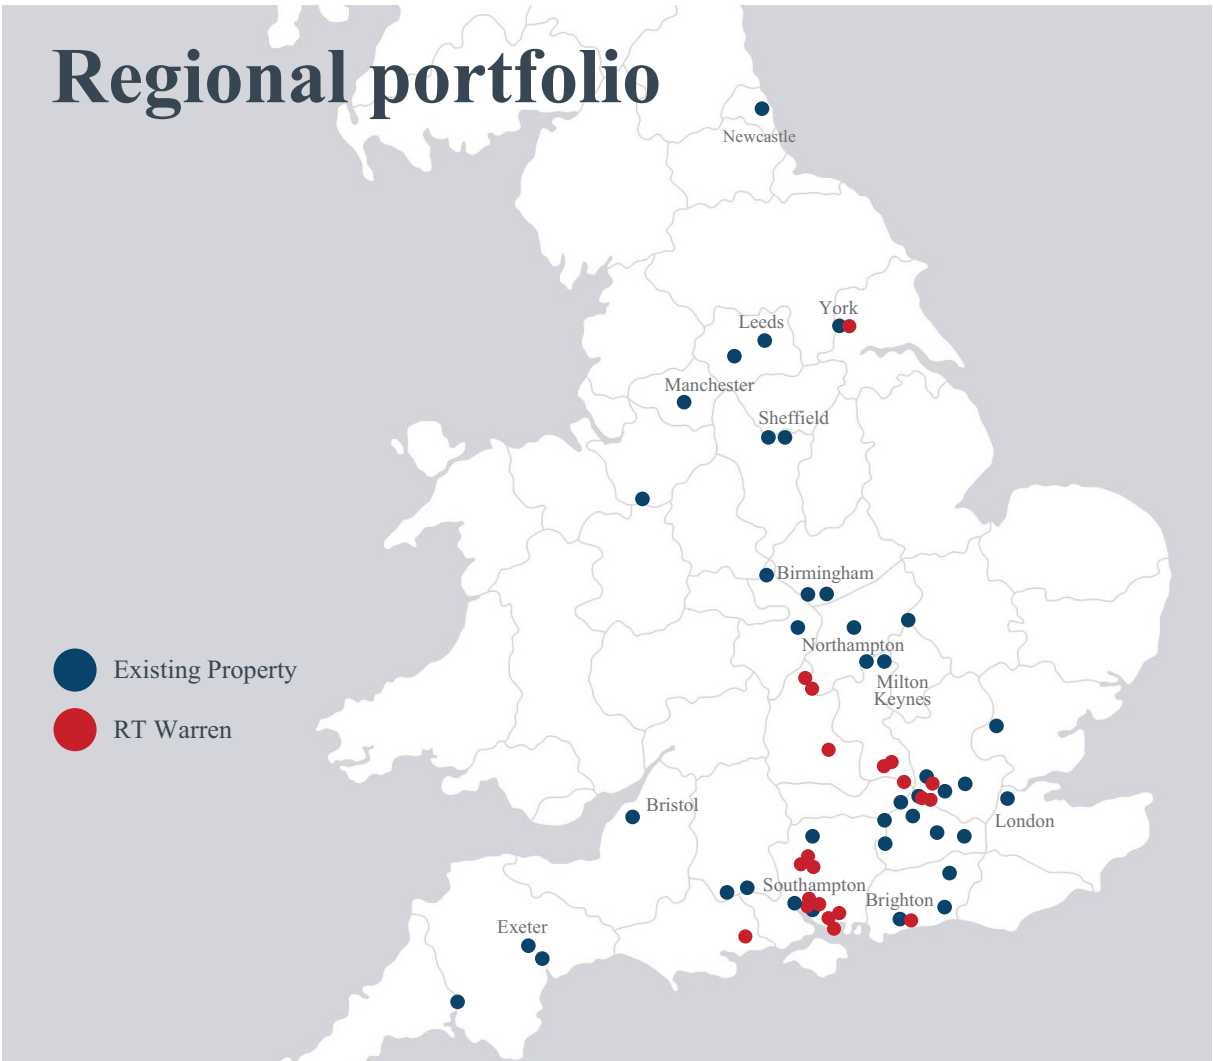 Regional portfolio
Newcastle
York
Leeds
Manchester
Sheffield
Birmingham
Northampton
Milton
Keynes
Existing Property
RT Warren
Bristol
London
Southampton
Brighton
Exeter